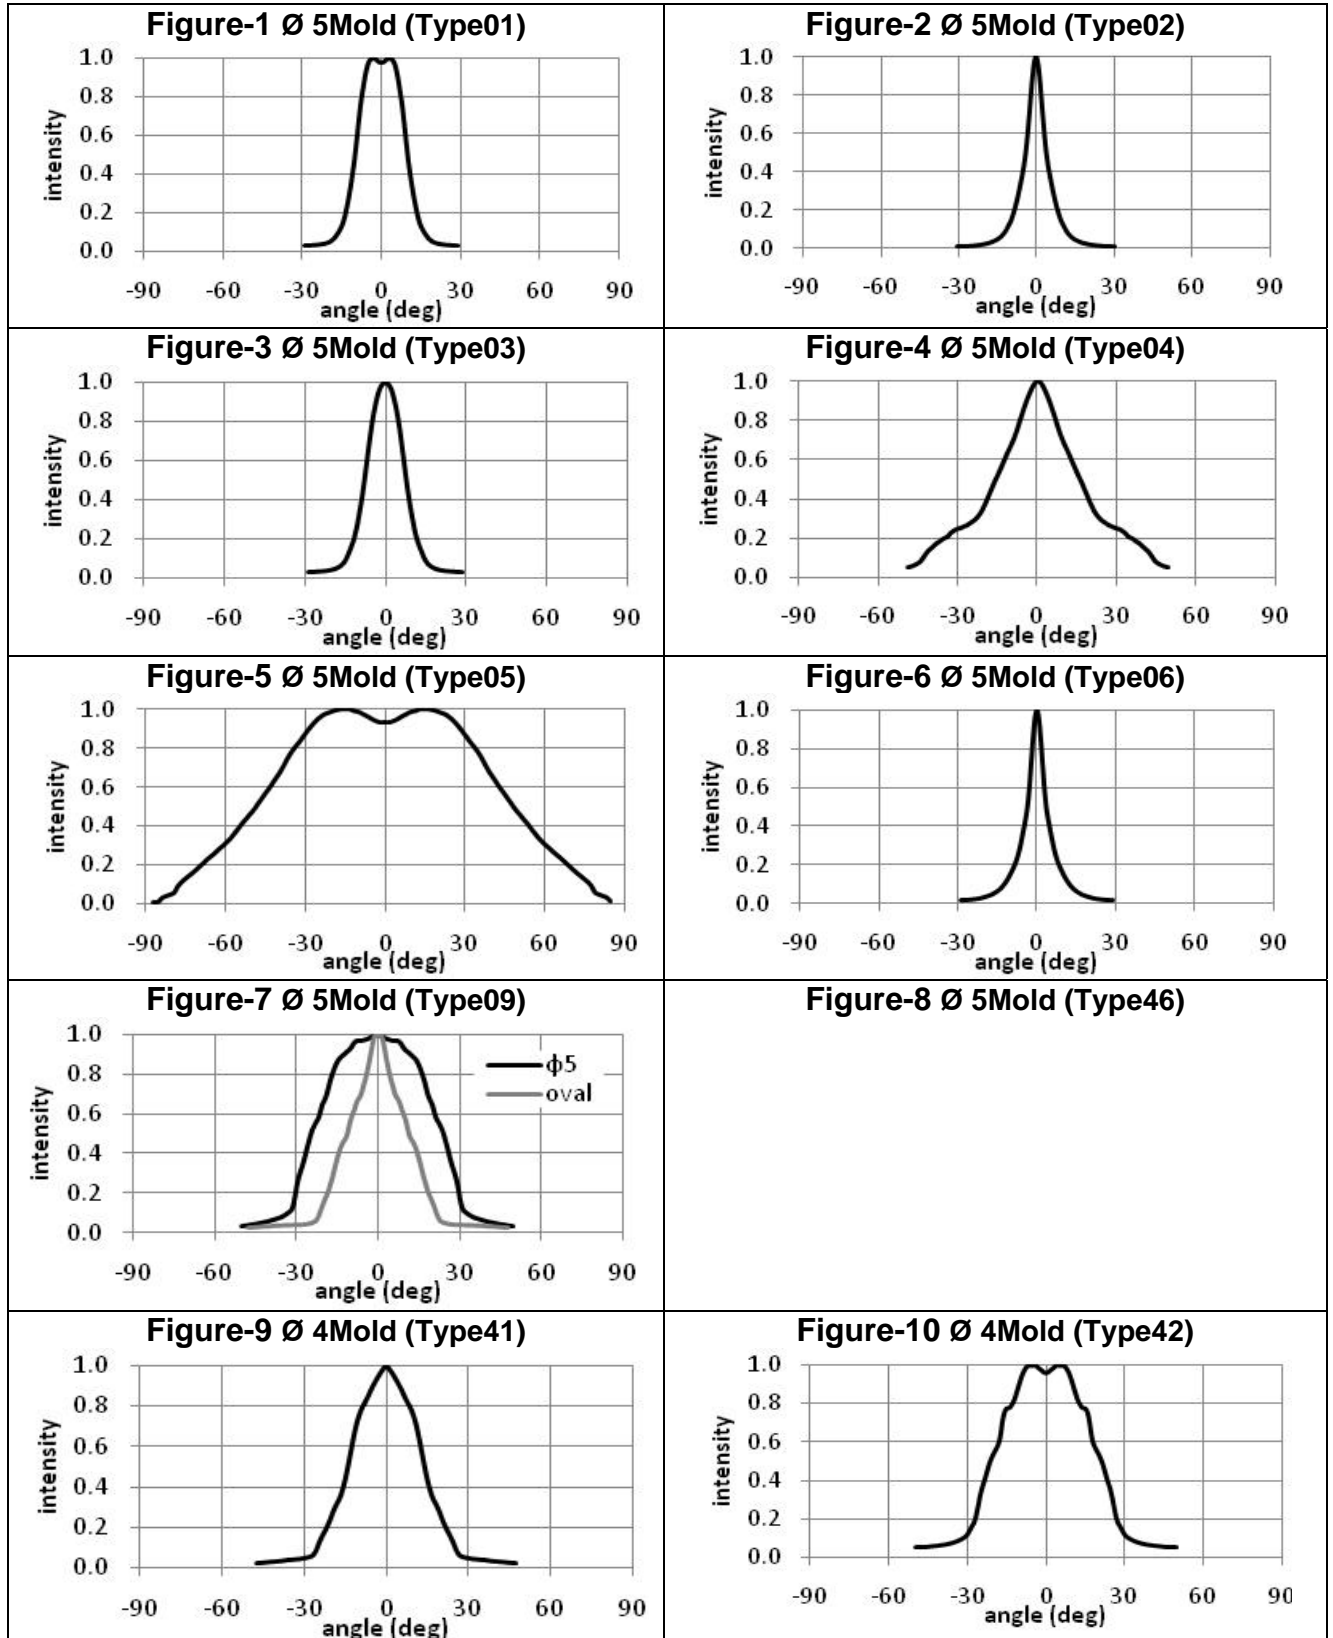 Figure-1 Ø 5Mold (Type01)
1.0
0.8
0.6
0.4
0.2
0.0
intensity
-90 -60 -30 0 30 60 90
angle (deg)
Figure-2 Ø 5Mold (Type02)
1.0
0.8
0.6
0.4
0.2
0.0
intensity
-90 -60 -30 0 30 60 90
angle (deg)
Figure-3 Ø 5Mold (Type03)
1.0
0.8
0.6
0.4
0.2
0.0
intensity
-90 -60 -30 0 30 60 90
angle (deg)
Figure-4 Ø 5Mold (Type04)
1.0
0.8
0.6
0.4
0.2
0.0
intensity
-90 -60 -30 0 30 60 90
angle (deg)
Figure-5 Ø 5Mold (Type05)
1.0
0.8
0.6
0.4
0.2
0.0
intensity
-90 -60 -30 0 30 60 90
angle (deg)
Figure-6 Ø 5Mold (Type06)
1.0
0.8
0.6
0.4
0.2
0.0
intensity
-90 -60 -30 0 30 60 90
angle (deg)
Figure-7 Ø 5Mold (Type09)
1.0
0.8
0.6
0.4
0.2
0.0
intensity
ϕ5
oval
-90 -60 -30 0 30 60 90
angle (deg)
Figure-8 Ø 5Mold (Type46)
Figure-9 Ø 4Mold (Type41)
1.0
0.8
0.6
0.4
0.2
0.0
intensity
-90 -60 -30 0 30 60 90
angle (deg)
Figure-10 Ø 4Mold (Type42)
1.0
0.8
0.6
0.4
0.2
0.0
intensity
-90 -60 -30 0 30 60 90
angle (deg)